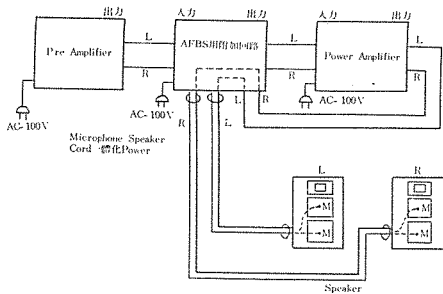 出力
入力
出力
入力
出力
Pre Amplifier
L
R
AFBS用附加回路
L
R
Power Amplifier
L
R
L
R
AC-100V
AC-100V
AC-100V
Microphone Speaker
Cord 一體化Power
R
L
L
R
M
M
M
M
Speaker